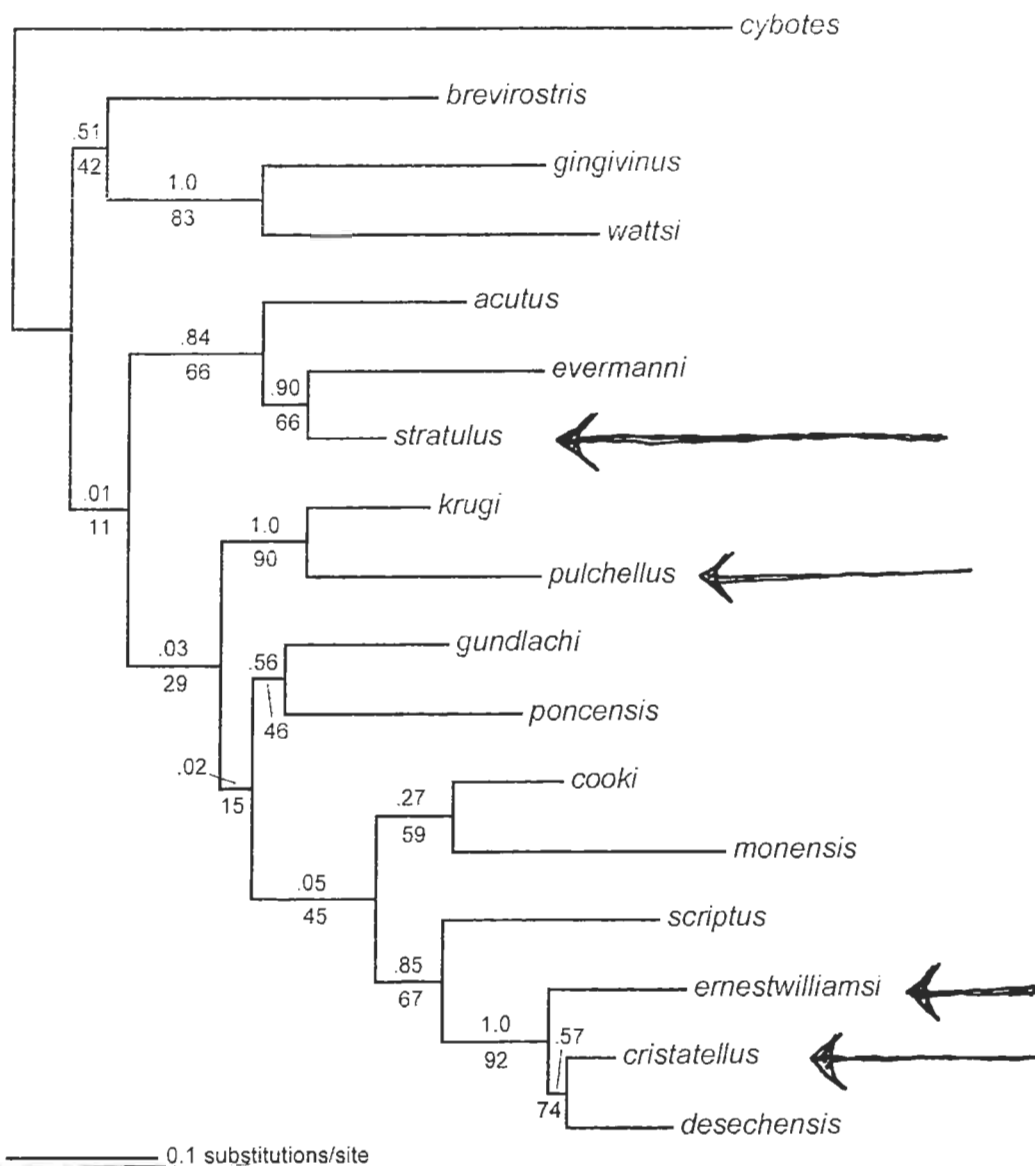 cybotes
brevirostris
.51
42
gingivinus
1.0
83
wattsi
acutus
.84
66
evermanni
.90
66
stratulus
.01
11
krugi
1.0
90
pulchellus
.03
29
gundlachi
.56
46
poncensis
.02
15
cooki
.27
59
monensis
.05
45
scriptus
.85
67
ernestwilliamsi
1.0
92
.57
cristatellus
74
desechensis
0.1 substitutions/site